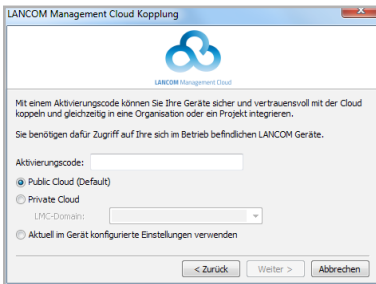 LANCOM Management Cloud Kopplung
LANCOM Management Cloud
Mit einem Aktivierungscode können Sie Ihre Geräte sicher und vertrauensvoll mit der Cloud
koppeln und gleichzeitig in eine Organisation oder ein Projekt integrieren.
Sie benötigen dafür Zugriff auf Ihre sich im Betrieb befindlichen LANCOM Geräte.
Aktivierungscode:
Public Cloud (Default)
Private Cloud
LMC-Domain:
Aktuell im Gerät konfigurierte Einstellungen verwenden
< Zurück Weiter > Abbrechen